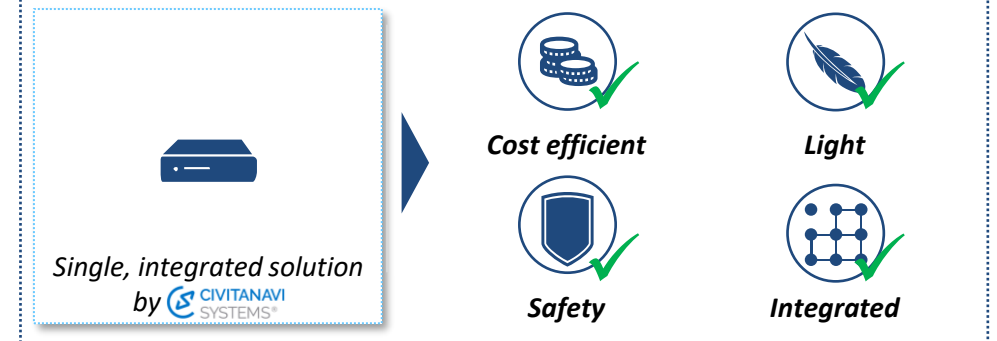 Cost efficient
Light
Single, integrated solution
by CIVITANAVI
SYSTEMS®
Safety
Integrated